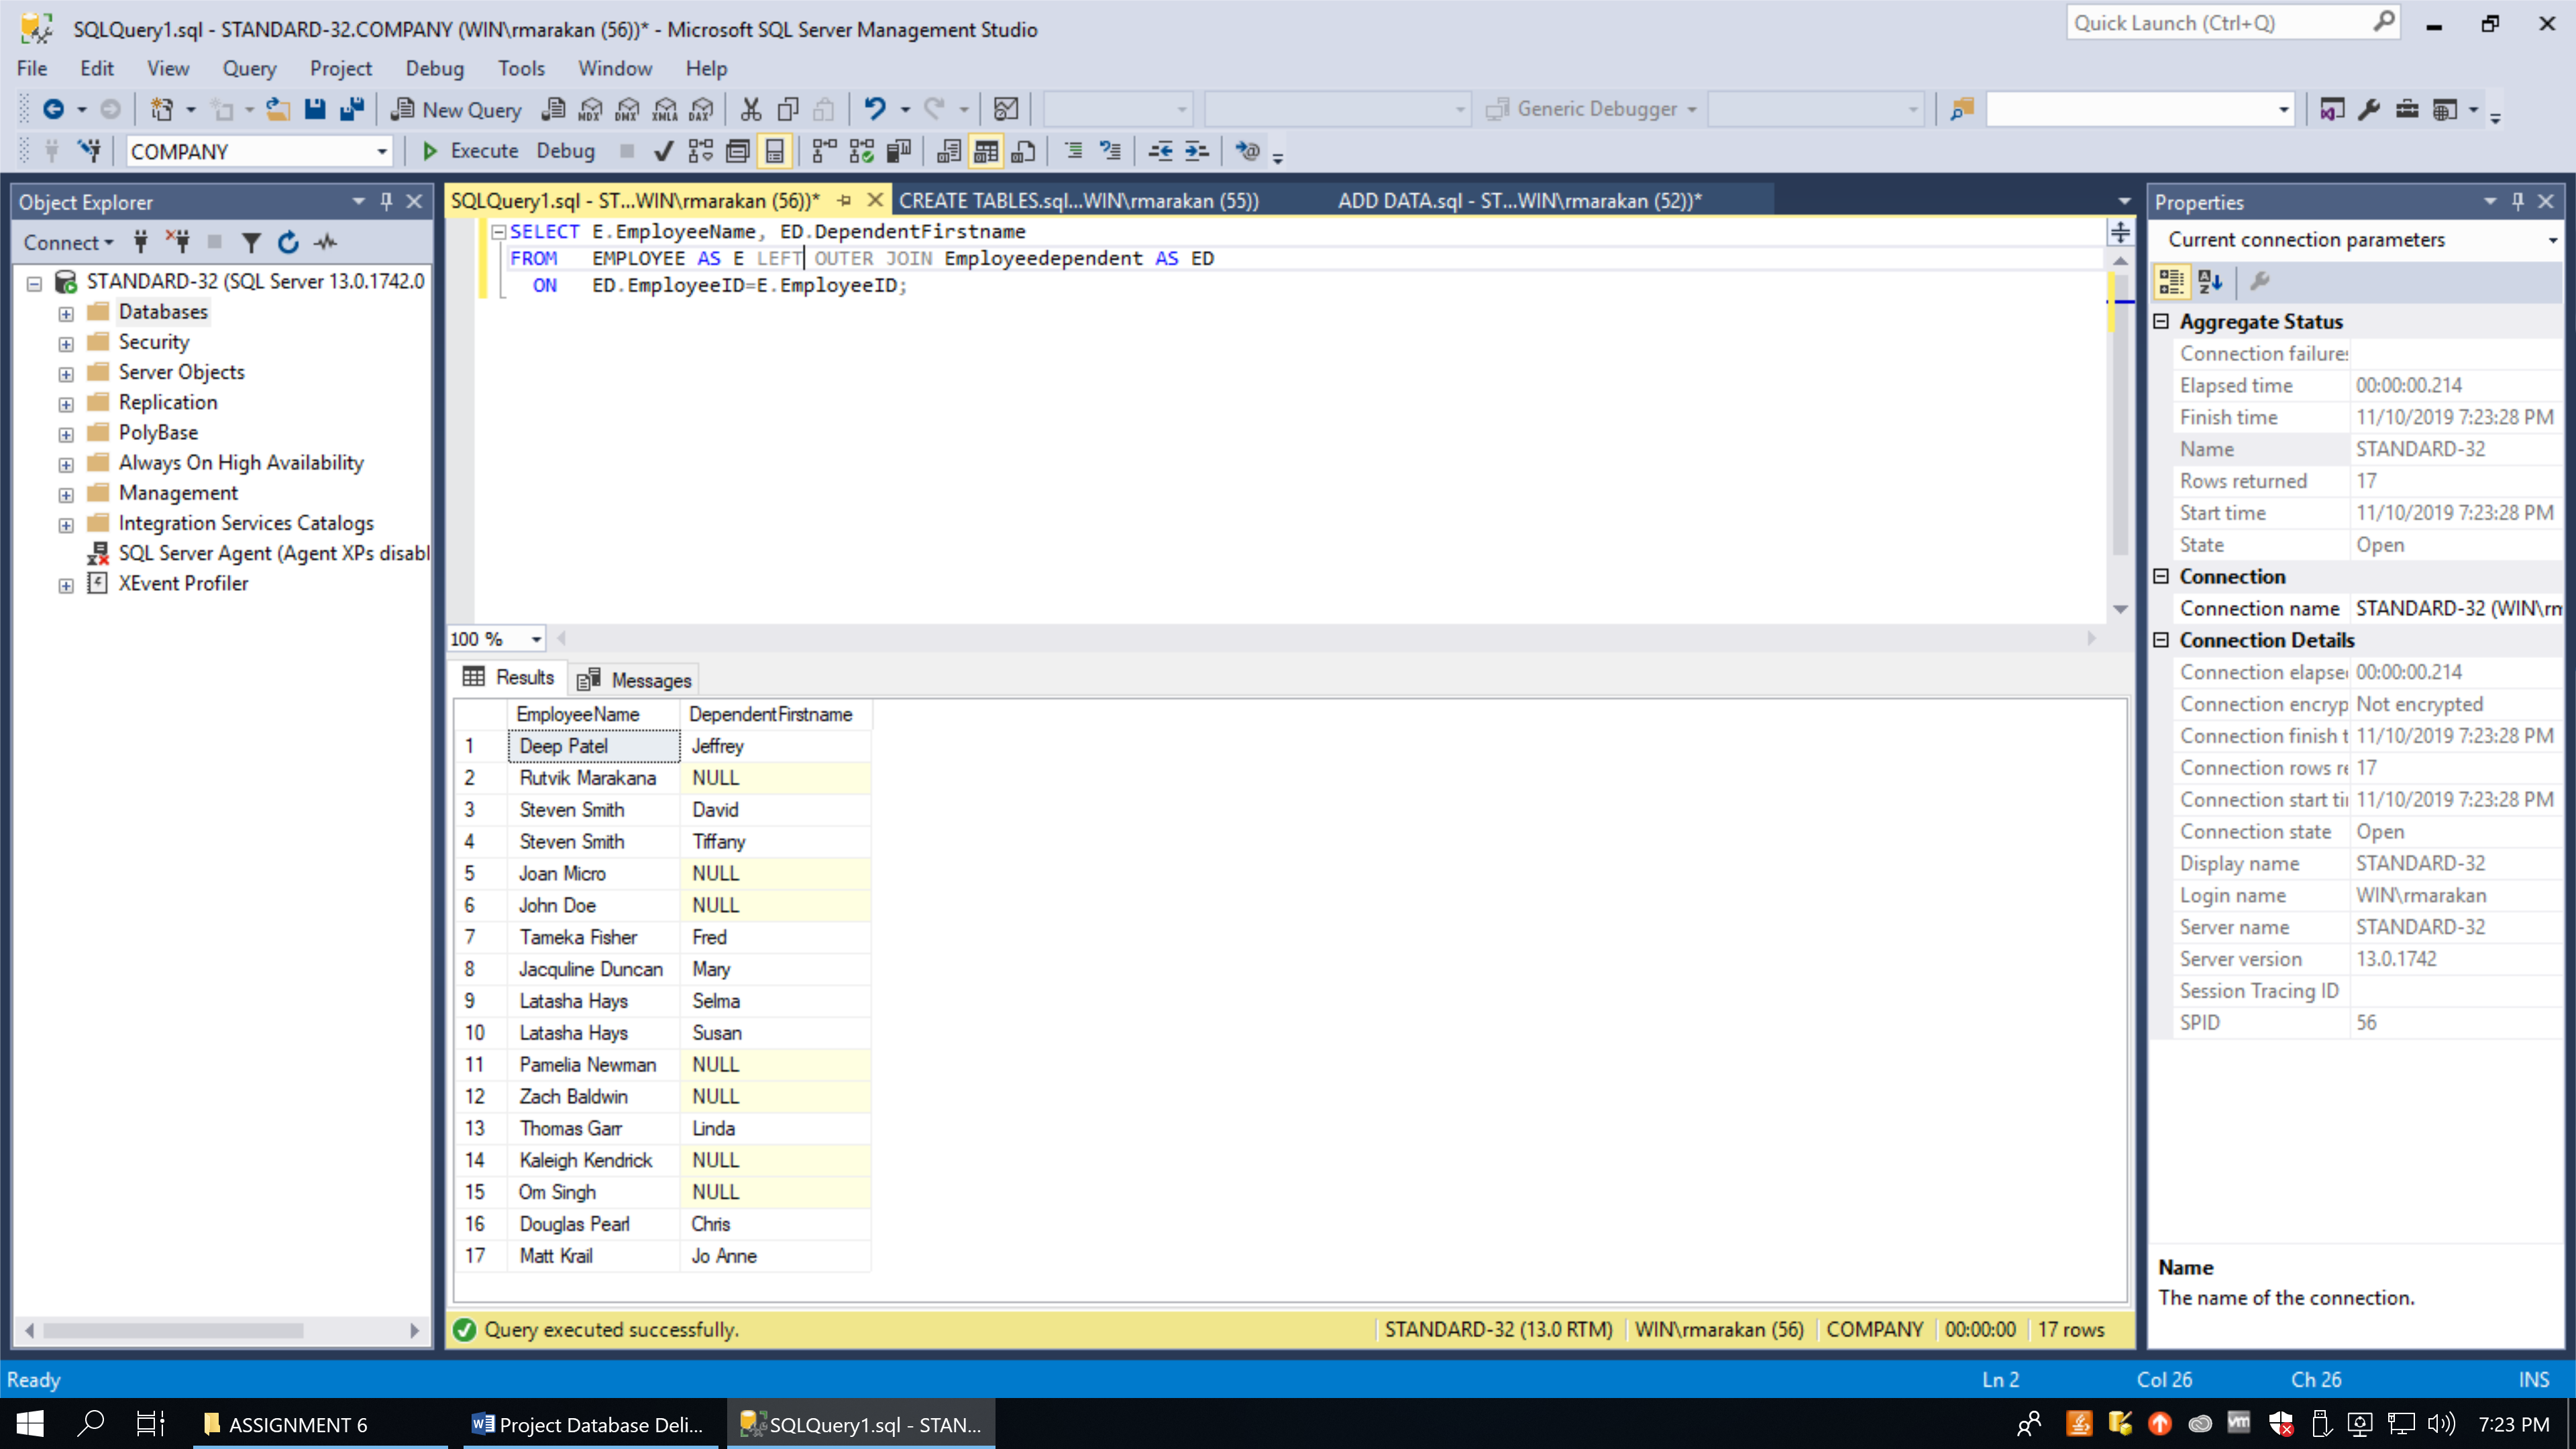 SQLQuery1.sql - STANDARD-32.COMPANY (WIN\rmarakan (56))* - Microsoft SQL Server Management Studio
Quick Launch (Ctrl+Q)
File Edit View Query Project Debug Tools Window Help
New Query MDX DMX XMLA DAX Generic Debugger
COMPANY Execute Debug
Object Explorer
Connect
STANDARD-32 (SQL Server 13.0.1742.0
Databases
Security
Server Objects
Replication
PolyBase
Always On High Availability
Management
Integration Services Catalogs
SQL Server Agent (Agent XPs disabl
XEvent Profiler
SQLQuery1.sql - ST...WIN\rmarakan (56))* CREATE TABLES.sql...WIN\rmarakan (55)) ADD DATA.sql - ST...WIN\rmarakan (52))*
SELECT E.EmployeeName, ED.DependentFirstname
FROM EMPLOYEE AS E LEFT OUTER JOIN Employeedependent AS ED
ON ED.EmployeeID=E.EmployeeID;
100 %
Results Messages
EmployeeName DependentFirstname
1 Deep Patel Jeffrey
2 Rutvik Marakana NULL
3 Steven Smith David
4 Steven Smith Tiffany
5 Joan Micro NULL
6 John Doe NULL
7 Tameka Fisher Fred
8 Jacquline Duncan Mary
9 Latasha Hays Selma
10 Latasha Hays Susan
11 Pamelia Newman NULL
12 Zach Baldwin NULL
13 Thomas Garr Linda
14 Kaleigh Kendrick NULL
15 Om Singh NULL
16 Douglas Pearl Chris
17 Matt Krail Jo Anne
Query executed successfully. STANDARD-32 (13.0 RTM) WIN\rmarakan (56) COMPANY 00:00:00 17 rows
Properties
Current connection parameters
Aggregate Status
Connection failures
Elapsed time 00:00:00.214
Finish time 11/10/2019 7:23:28 PM
Name STANDARD-32
Rows returned 17
Start time 11/10/2019 7:23:28 PM
State Open
Connection
Connection name STANDARD-32 (WIN\rm
Connection Details
Connection elapse 00:00:00.214
Connection encryp Not encrypted
Connection finish t 11/10/2019 7:23:28 PM
Connection rows re 17
Connection start ti 11/10/2019 7:23:28 PM
Connection state Open
Display name STANDARD-32
Login name WIN\rmarakan
Server name STANDARD-32
Server version 13.0.1742
Session Tracing ID
SPID 56
Name
The name of the connection.
Ready Ln 2 Col 26 Ch 26 INS
ASSIGNMENT 6 Project Database Deli... SQLQuery1.sql - STAN... vm 7:23 PM